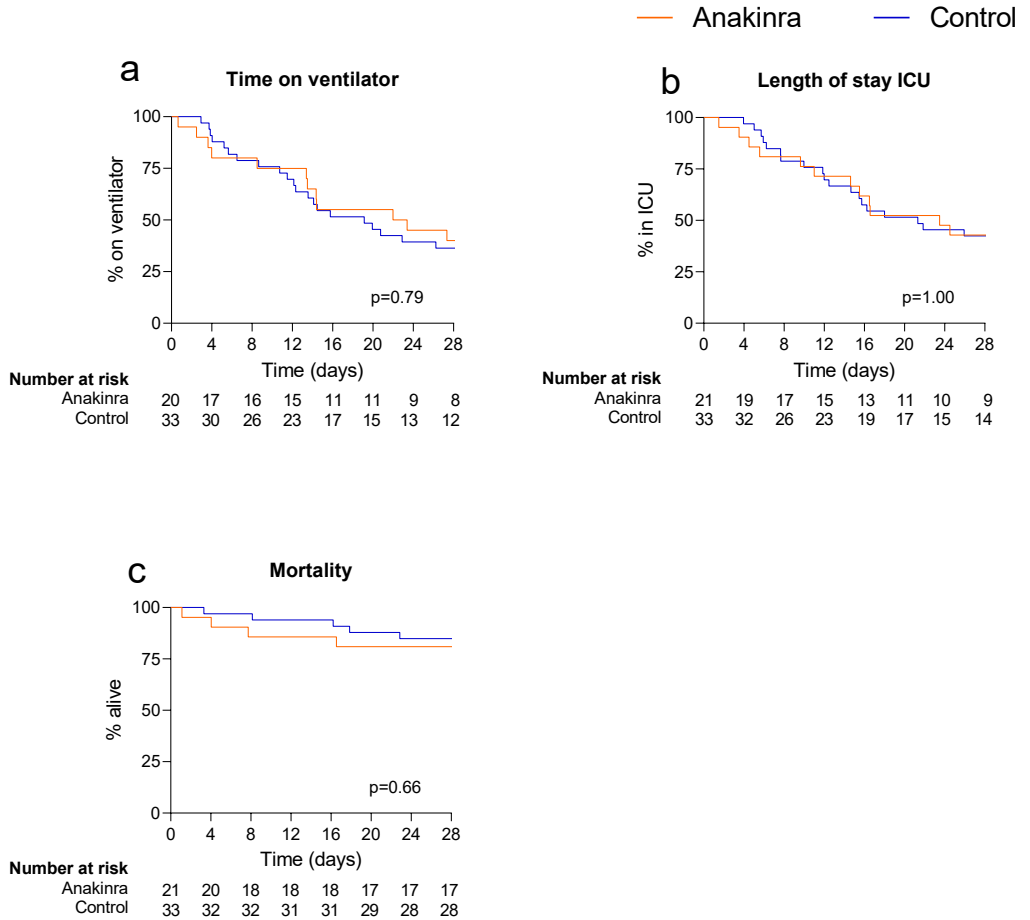 Anakinra Control
a Time on ventilator
100
75
50
25
0
% on ventilator
p=0.79
0 4 8 12 16 20 24 28
Time (days)
Number at risk
Anakinra 20 17 16 15 11 11 9 8
Control 33 30 26 23 17 15 13 12
b Length of stay ICU
100
75
50
25
0
% in ICU
p=1.00
0 4 8 12 16 20 24 28
Time (days)
Number at risk
Anakinra 21 19 17 15 13 11 10 9
Control 33 32 26 23 19 17 15 14
c Mortality
100
75
50
25
0
% alive
p=0.66
0 4 8 12 16 20 24 28
Time (days)
Number at risk
Anakinra 21 20 18 18 18 17 17 17
Control 33 32 32 31 31 29 28 28